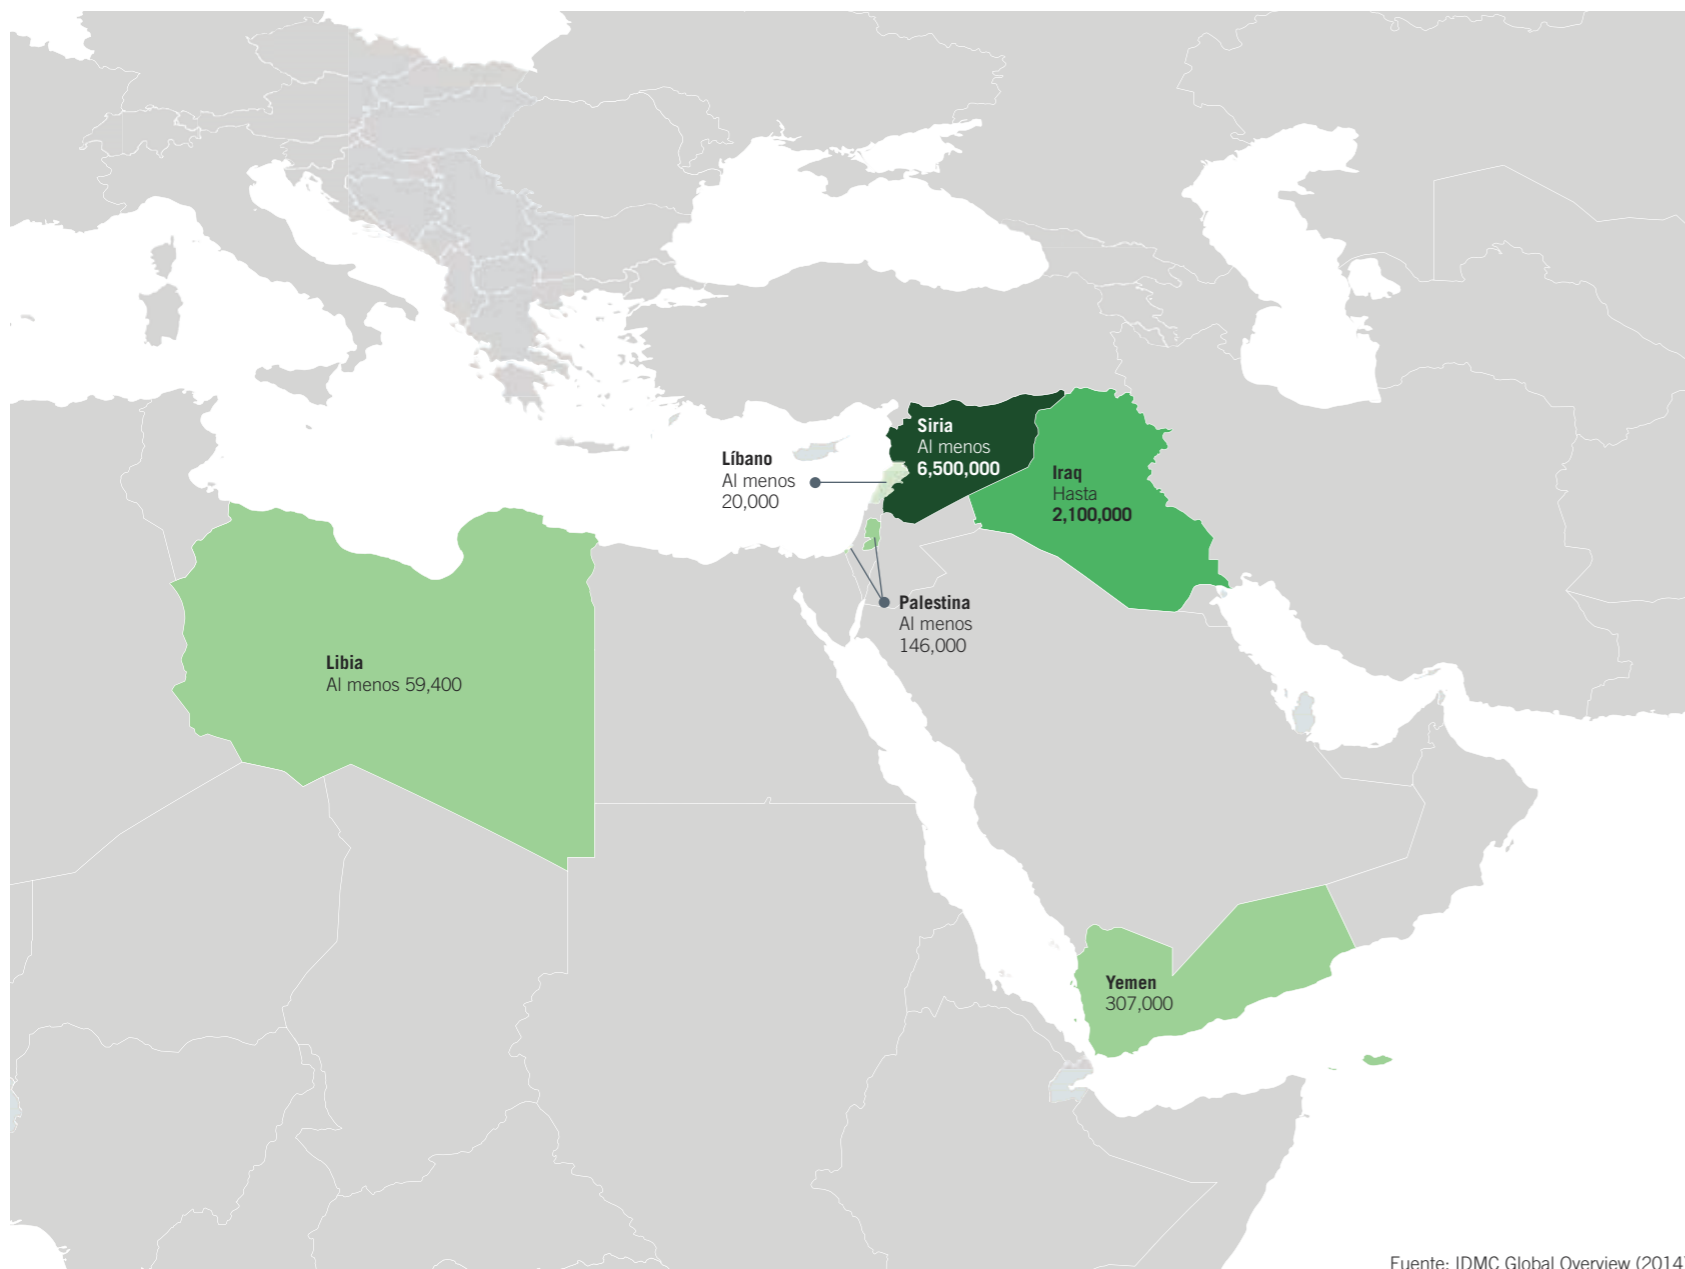 Siria
Al menos
6,500,000
Líbano
Al menos
20,000
Iraq
Hasta
2,100,000
Palestina
Al menos
146,000
Libia
Al menos 59,400
Yemen
307,000
Fuente: IDMC Global Overview (2014)